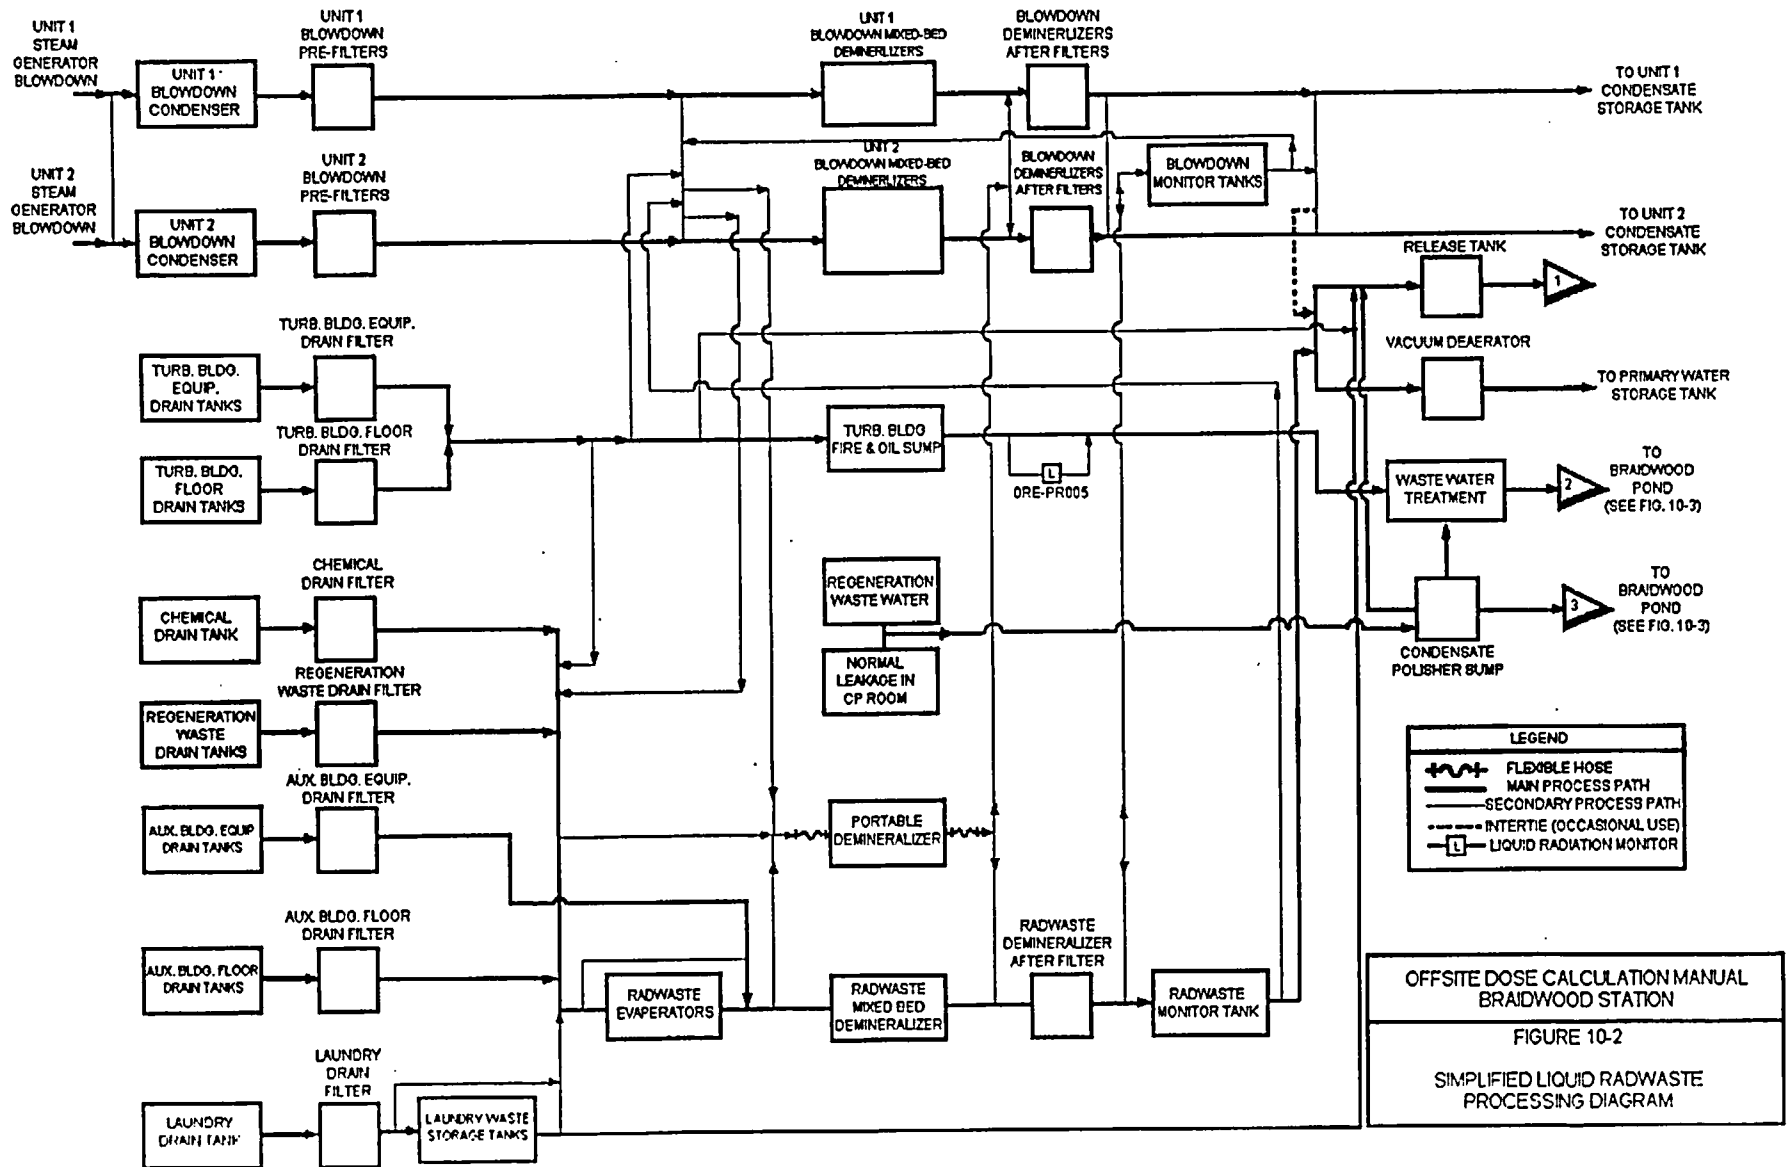 UNIT 1
STEAM
GENERATOR
BLOWDOWN
UNIT 1
BLOWDOWN
CONDENSER
UNIT 1
BLOWDOWN
PRE-FILTERS
UNIT 1
BLOWDOWN MIXED-BED
DEMINERLIZERS
BLOWDOWN
DEMINERLIZERS
AFTER FILTERS
TO UNIT 1
CONDENSATE
STORAGE TANK
UNIT 2
STEAM
GENERATOR
BLOWDOWN
UNIT 2
BLOWDOWN
CONDENSER
UNIT 2
BLOWDOWN
PRE-FILTERS
UNIT 2
BLOWDOWN MIXED-BED
DEMINERLIZERS
BLOWDOWN
DEMINERLIZERS
AFTER FILTERS
BLOWDOWN
MONITOR TANKS
TO UNIT 2
CONDENSATE
STORAGE TANK
RELEASE TANK
1
VACUUM DEAERATOR
TO PRIMARY WATER
STORAGE TANK
TURB. BLDG. EQUIP.
DRAIN FILTER
TURB. BLDG.
EQUIP.
DRAIN TANKS
TURB. BLDG. FLOOR
DRAIN FILTER
TURB. BLDG.
FLOOR
DRAIN TANKS
TURB. BLDG
FIRE & OIL SUMP
L
0RE-PR005
WASTE WATER
TREATMENT
2
TO
BRAIDWOOD
POND
(SEE FIG. 10-3)
CHEMICAL
DRAIN FILTER
CHEMICAL
DRAIN TANK
REGENERATION
WASTE WATER
NORMAL
LEAKAGE IN
CP ROOM
CONDENSATE
POLISHER SUMP
3
TO
BRAIDWOOD
POND
(SEE FIG. 10-3)
REGENERATION
WASTE DRAIN FILTER
REGENERATION
WASTE
DRAIN TANKS
AUX. BLDG. EQUIP.
DRAIN FILTER
AUX. BLDG. EQUIP
DRAIN TANKS
PORTABLE
DEMINERALIZER
AUX. BLDG. FLOOR
DRAIN FILTER
AUX. BLDG. FLOOR
DRAIN TANKS
RADWASTE
EVAPORATORS
RADWASTE
MIXED BED
DEMINERALIZER
RADWASTE
DEMINERALIZER
AFTER FILTER
RADWASTE
MONITOR TANK
LAUNDRY
DRAIN
FILTER
LAUNDRY
DRAIN TANK
LAUNDRY WASTE
STORAGE TANKS
LEGEND
FLEXIBLE HOSE
MAIN PROCESS PATH
SECONDARY PROCESS PATH
INTERTIE (OCCASIONAL USE)
L LIQUID RADIATION MONITOR
OFFSITE DOSE CALCULATION MANUAL
BRAIDWOOD STATION
FIGURE 10-2
SIMPLIFIED LIQUID RADWASTE
PROCESSING DIAGRAM